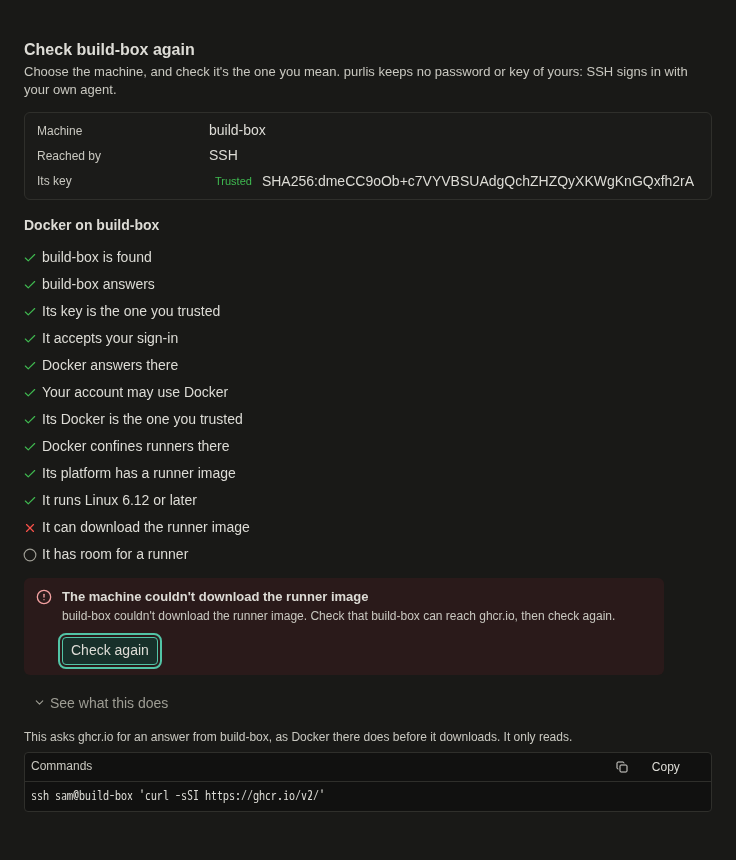 Check build-box again
Choose the machine, and check it's the one you mean. purlis keeps no password or key of yours: SSH signs in with
your own agent.
Machine build-box
Reached by SSH
Its key Trusted SHA256:dmeCC9oOb+c7VYVBSUAdgQchZHZQyXKWgKnGQxfh2rA
Docker on build-box
build-box is found
build-box answers
Its key is the one you trusted
It accepts your sign-in
Docker answers there
Your account may use Docker
Its Docker is the one you trusted
Docker confines runners there
Its platform has a runner image
It runs Linux 6.12 or later
It can download the runner image
It has room for a runner
The machine couldn't download the runner image
build-box couldn't download the runner image. Check that build-box can reach ghcr.io, then check again.
Check again
See what this does
This asks ghcr.io for an answer from build-box, as Docker there does before it downloads. It only reads.
Commands Copy
ssh sam@build-box 'curl -sSI https://ghcr.io/v2/'